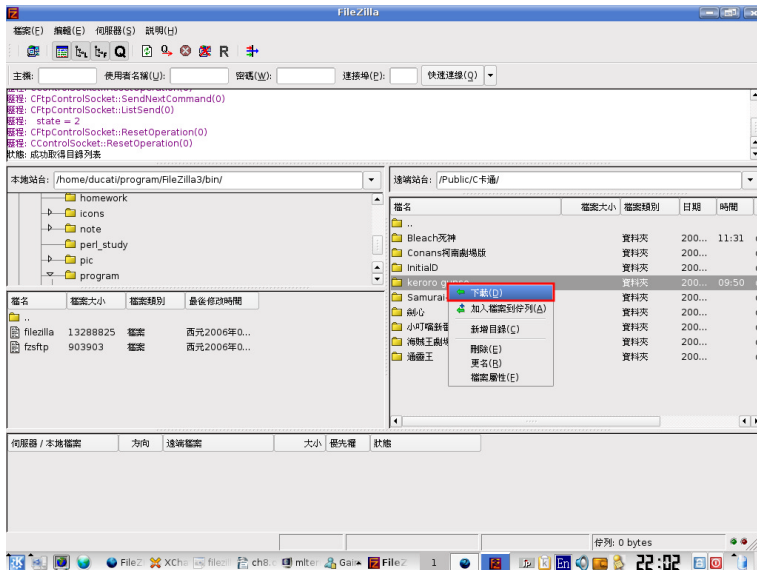 FileZilla
檔案(F) 編輯(E) 伺服器(S) 說明(H)
主機: 使用者名稱(U): 密碼(W): 連接埠(P): 快速連線(Q)
歷程: CFtpControlSocket::SendNextCommand(0)
歷程: CFtpControlSocket::ListSend(0)
歷程: state = 2
歷程: CFtpControlSocket::ResetOperation(0)
歷程: CControlSocket::ResetOperation(0)
狀態: 成功取得目錄列表
本地站台: /home/ducati/program/FileZilla3/bin/
homework
icons
note
perl_study
pic
program
檔名 檔案大小 檔案類別 最後修改時間
..
filezilla 13288825 檔案 西元2006年0...
fzsftp 903903 檔案 西元2006年0...
遠端站台: /Public/C卡通/
檔名 檔案大小 檔案類別 日期 時間
..
Bleach死神 資料夾 200... 11:31
Conans柯南劇場版 資料夾 200...
InitialD 資料夾 200...
keroro 資料夾 200... 09:50
Samurai 資料夾 200...
劍心 資料夾 200...
小叮噹 資料夾 200...
海賊王劇場 資料夾 200...
通靈王 資料夾 200...
下載(D)
加入檔案到佇列(A)
新增目錄(C)
刪除(E)
更名(R)
檔案屬性(F)
伺服器 / 本地檔案 方向 遠端檔案 大小 優先權 狀態
佇列: 0 bytes
FileZ XCha filezil ch8. mlter Gaim FileZ 1 En 22:02